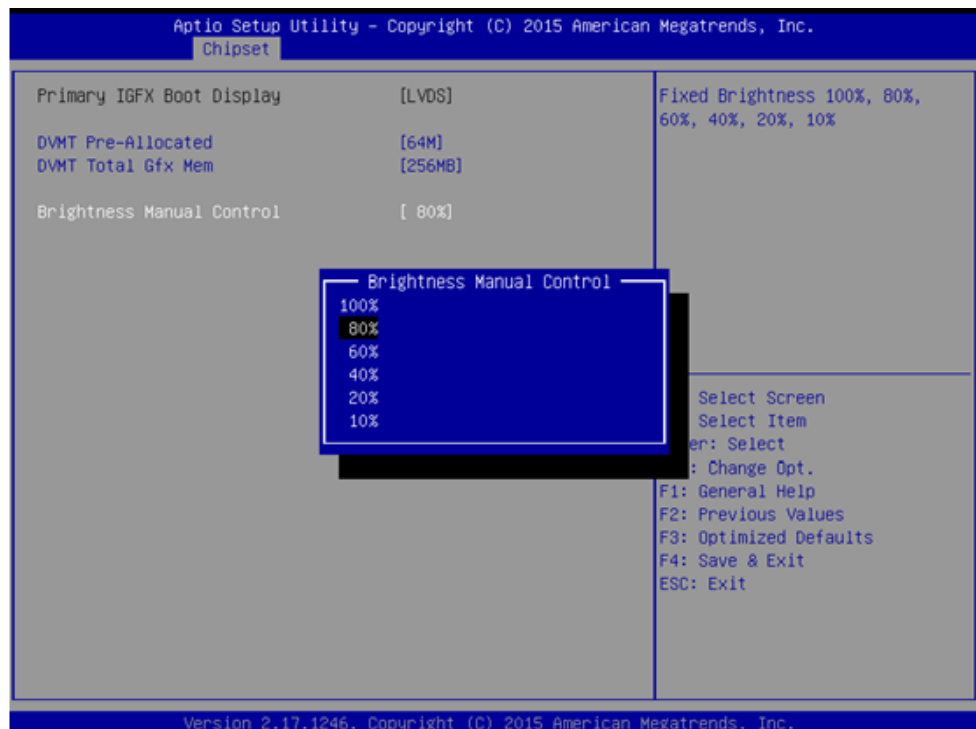 Aptio Setup Utility – Copyright (C) 2015 American Megatrends, Inc.
Chipset
Primary IGFX Boot Display [LVDS]
DVMT Pre-Allocated [64M]
DVMT Total Gfx Mem [256MB]
Brightness Manual Control [ 80%]
Fixed Brightness 100%, 80%,
60%, 40%, 20%, 10%
Brightness Manual Control
100%
80%
60%
40%
20%
10%
Select Screen
Select Item
er: Select
: Change Opt.
F1: General Help
F2: Previous Values
F3: Optimized Defaults
F4: Save & Exit
ESC: Exit
Version 2.17.1246. Copyright (C) 2015 American Megatrends, Inc.